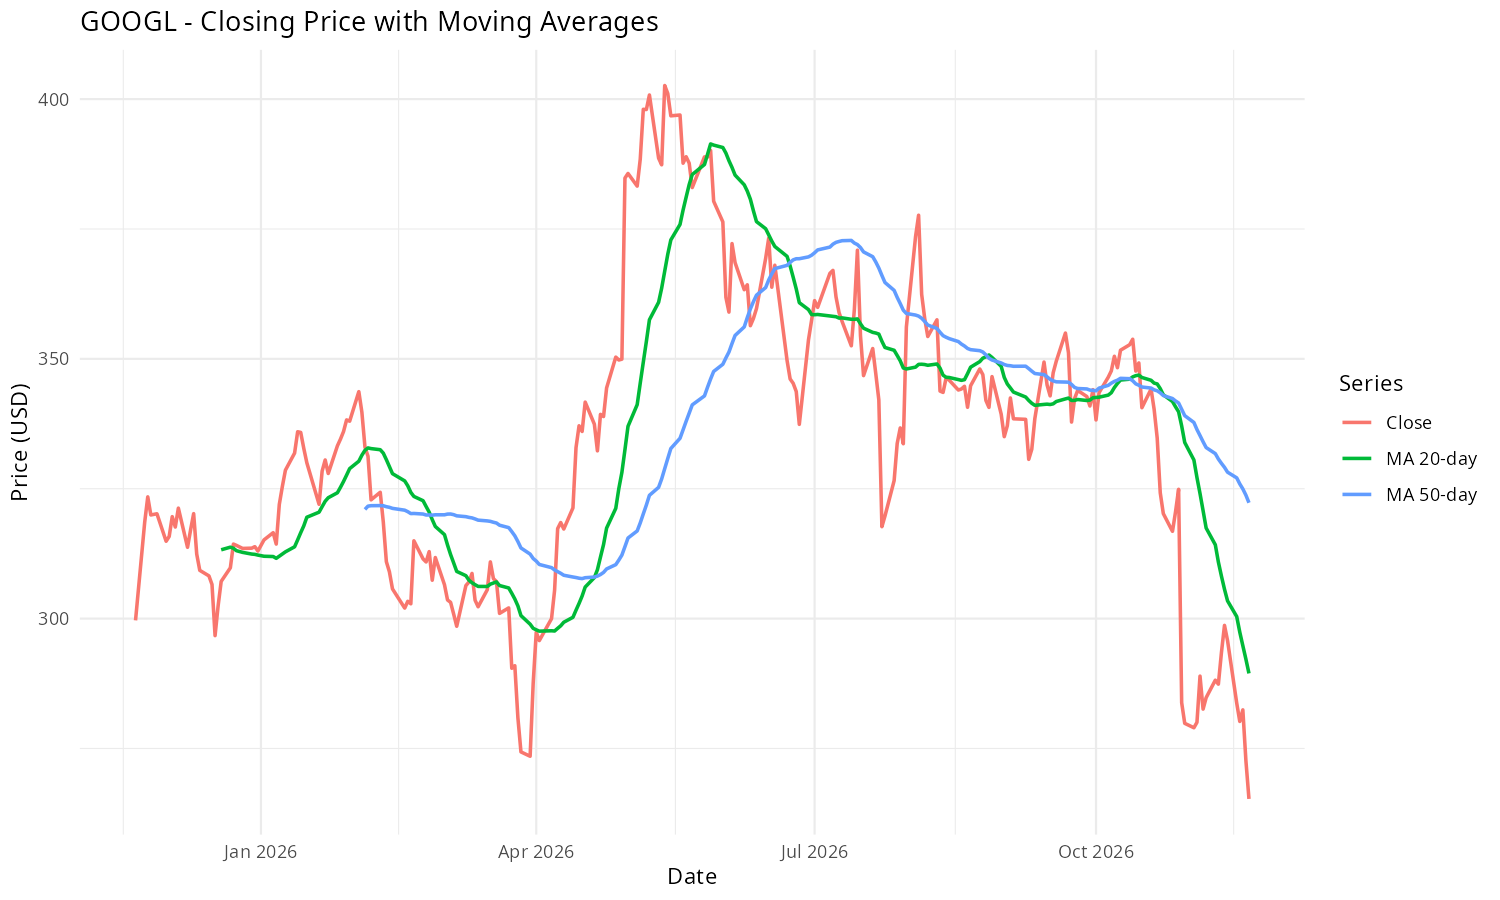 GOOGL - Closing Price with Moving Averages
400
350
300
Price (USD)
Jan 2026
Apr 2026
Jul 2026
Oct 2026
Date
Series
Close
MA 20-day
MA 50-day